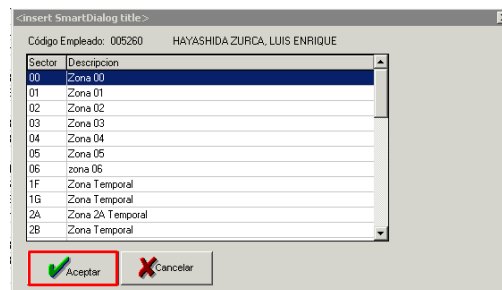 <insert SmartDialog title>
Código Empleado: 005260 HAYASHIDA ZURCA, LUIS ENRIQUE
Sector Descripcion
00 Zona 00
01 Zona 01
02 Zona 02
03 Zona 03
04 Zona 04
05 Zona 05
06 zona 06
1F Zona Temporal
1G Zona Temporal
2A Zona 2A Temporal
2B Zona Temporal
Aceptar Cancelar